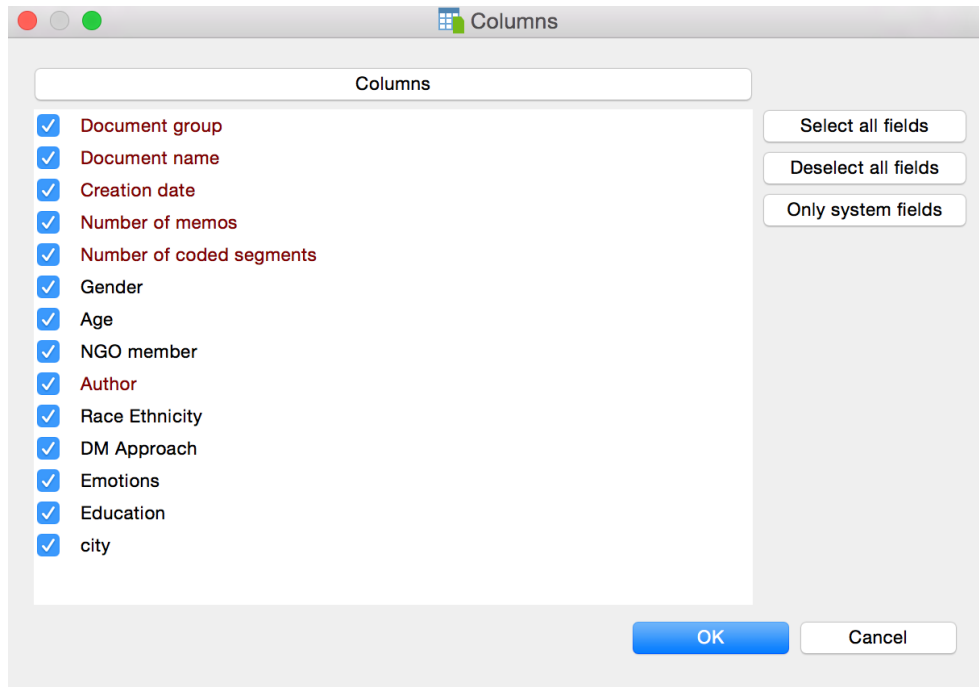 Columns
Columns
Document group
Document name
Creation date
Number of memos
Number of coded segments
Gender
Age
NGO member
Author
Race Ethnicity
DM Approach
Emotions
Education
city
Select all fields
Deselect all fields
Only system fields
OK
Cancel